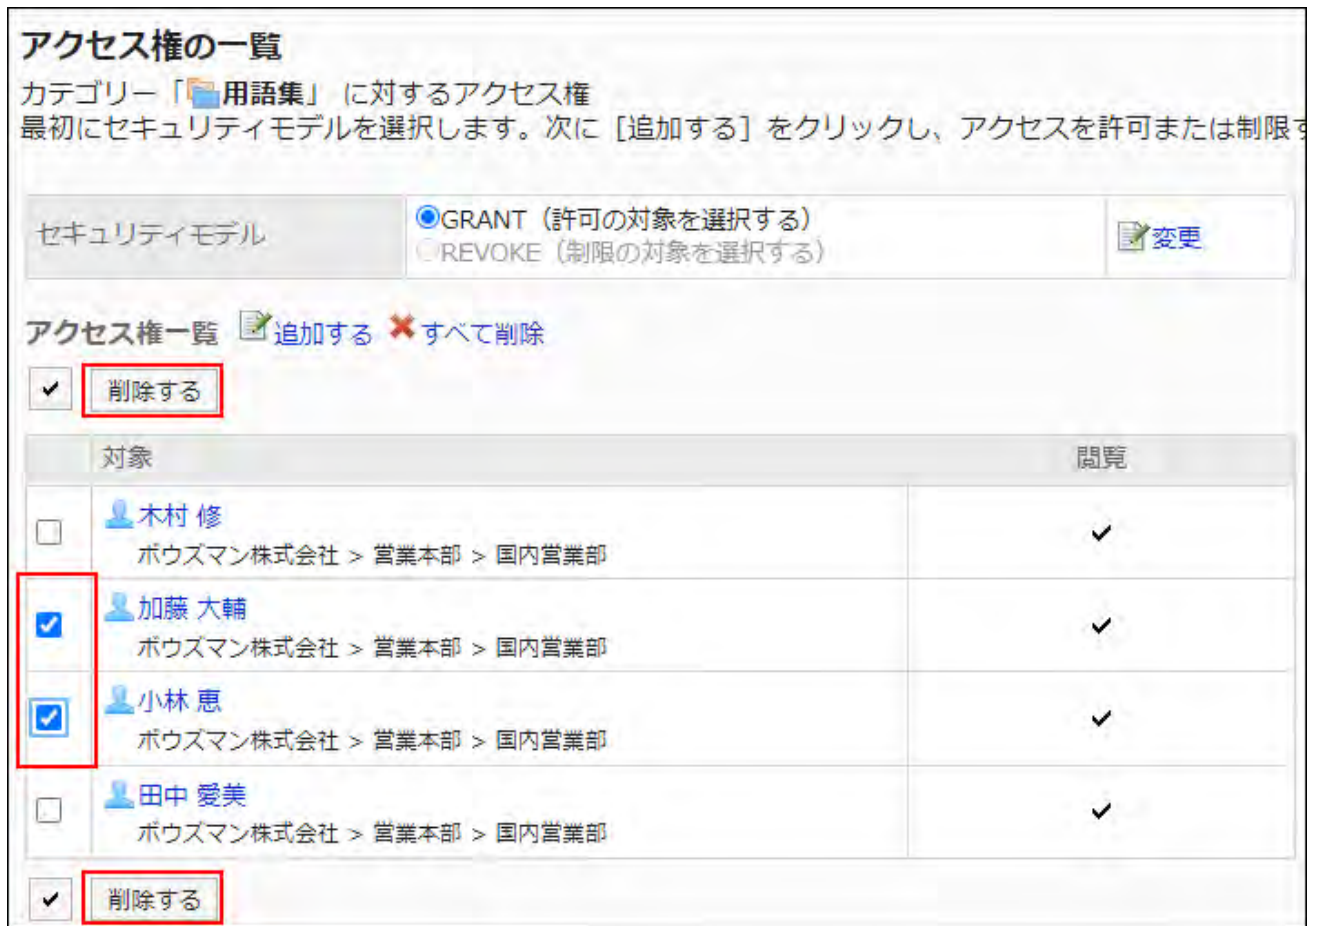 アクセス権の一覧
カテゴリー「用語集」 に対するアクセス権
最初にセキュリティモデルを選択します。次に［追加する］をクリックし、アクセスを許可または制限す
セキュリティモデル
GRANT（許可の対象を選択する）
REVOKE（制限の対象を選択する）
変更
アクセス権一覧 追加する すべて削除
削除する
対象 閲覧
木村 修
ボウズマン株式会社 > 営業本部 > 国内営業部
加藤 大輔
ボウズマン株式会社 > 営業本部 > 国内営業部
小林 恵
ボウズマン株式会社 > 営業本部 > 国内営業部
田中 愛美
ボウズマン株式会社 > 営業本部 > 国内営業部
削除する